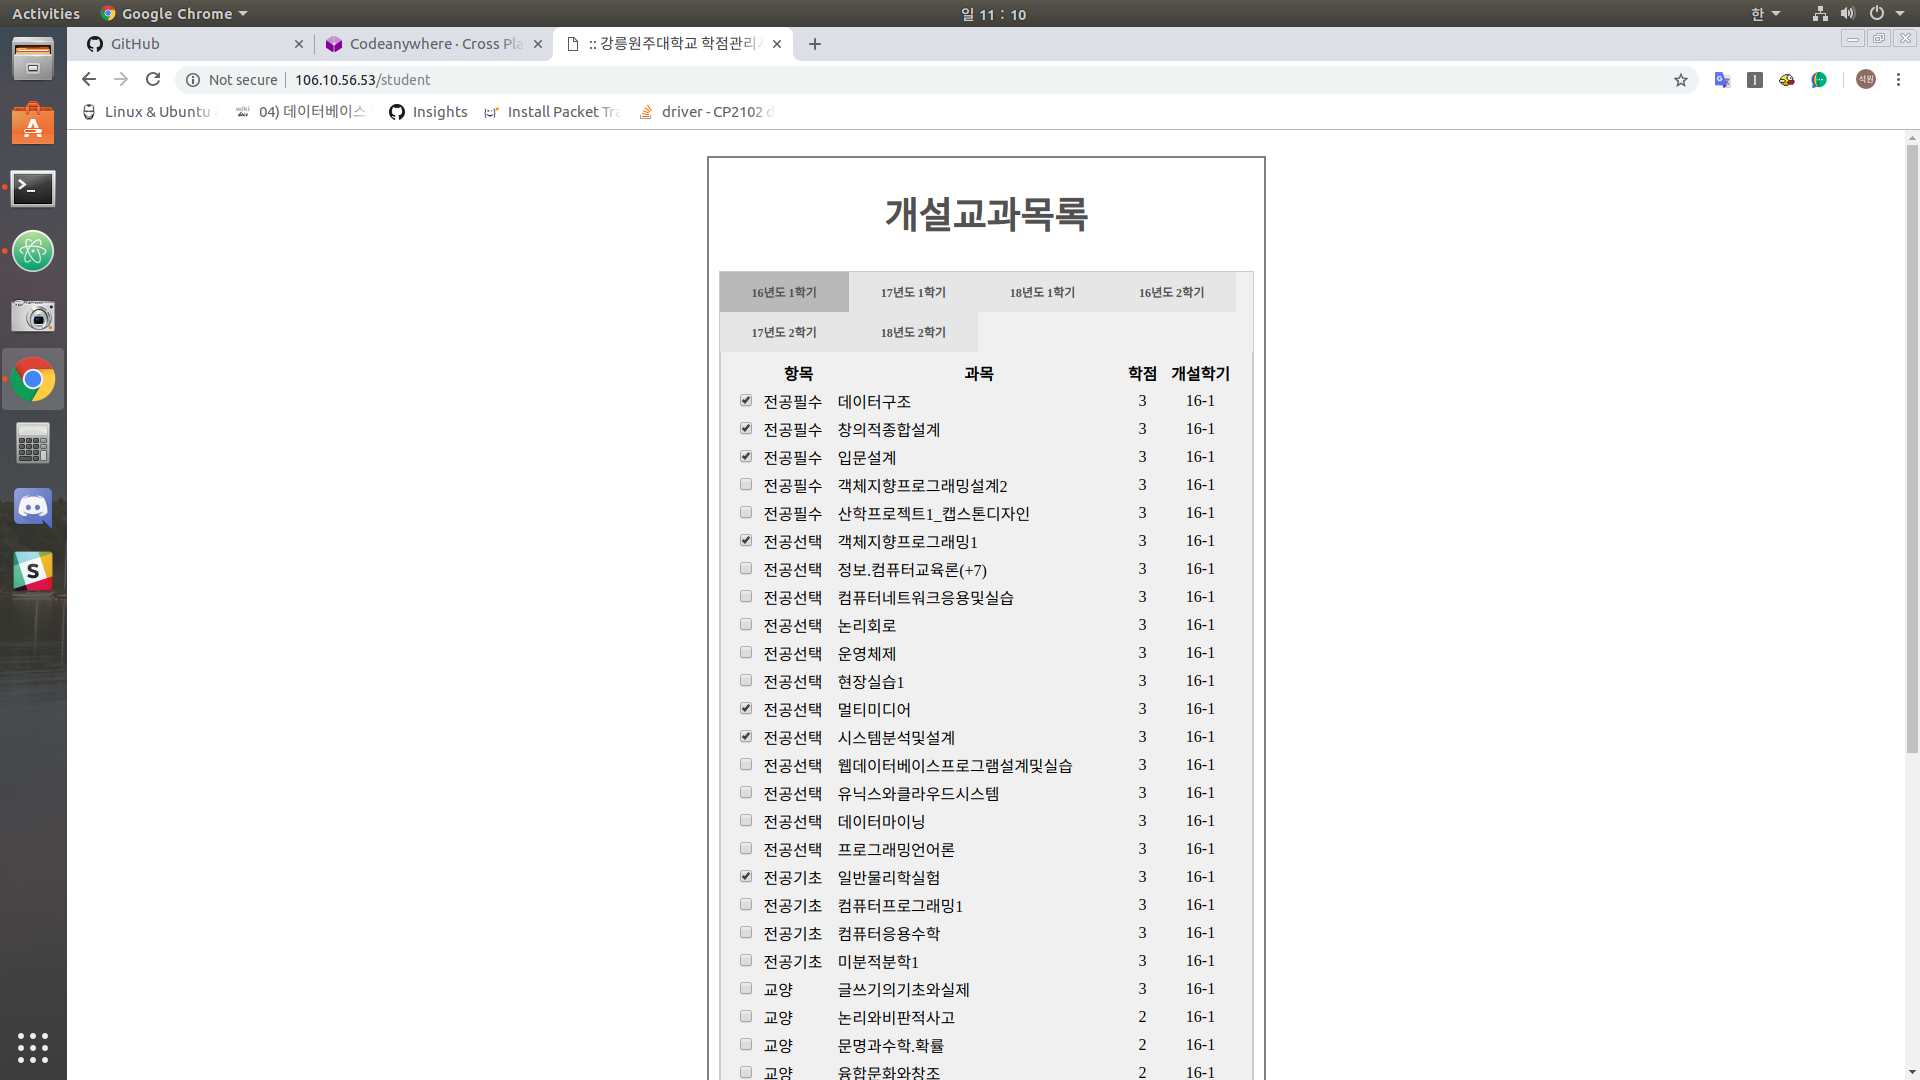 Activities Google Chrome 일 11 : 10 한
GitHub Codeanywhere · Cross Pla :: 강릉원주대학교 학점관리
Not secure 106.10.56.53/student 석원
Linux & Ubuntu 04) 데이터베이스 Insights Install Packet Tra driver - CP2102 d
개설교과목록
16년도 1학기 17년도 1학기 18년도 1학기 16년도 2학기
17년도 2학기 18년도 2학기
항목 과목 학점 개설학기
전공필수 데이터구조 3 16-1
전공필수 창의적종합설계 3 16-1
전공필수 입문설계 3 16-1
전공필수 객체지향프로그래밍설계2 3 16-1
전공필수 산학프로젝트1_캡스톤디자인 3 16-1
전공선택 객체지향프로그래밍1 3 16-1
전공선택 정보.컴퓨터교육론(+7) 3 16-1
전공선택 컴퓨터네트워크응용및실습 3 16-1
전공선택 논리회로 3 16-1
전공선택 운영체제 3 16-1
전공선택 현장실습1 3 16-1
전공선택 멀티미디어 3 16-1
전공선택 시스템분석및설계 3 16-1
전공선택 웹데이터베이스프로그램설계및실습 3 16-1
전공선택 유닉스와클라우드시스템 3 16-1
전공선택 데이터마이닝 3 16-1
전공선택 프로그래밍언어론 3 16-1
전공기초 일반물리학실험 3 16-1
전공기초 컴퓨터프로그래밍1 3 16-1
전공기초 컴퓨터응용수학 3 16-1
전공기초 미분적분학1 3 16-1
교양 글쓰기의기초와실제 3 16-1
교양 논리와비판적사고 2 16-1
교양 문명과수학.확률 2 16-1
교양 융합문화와창조 2 16-1